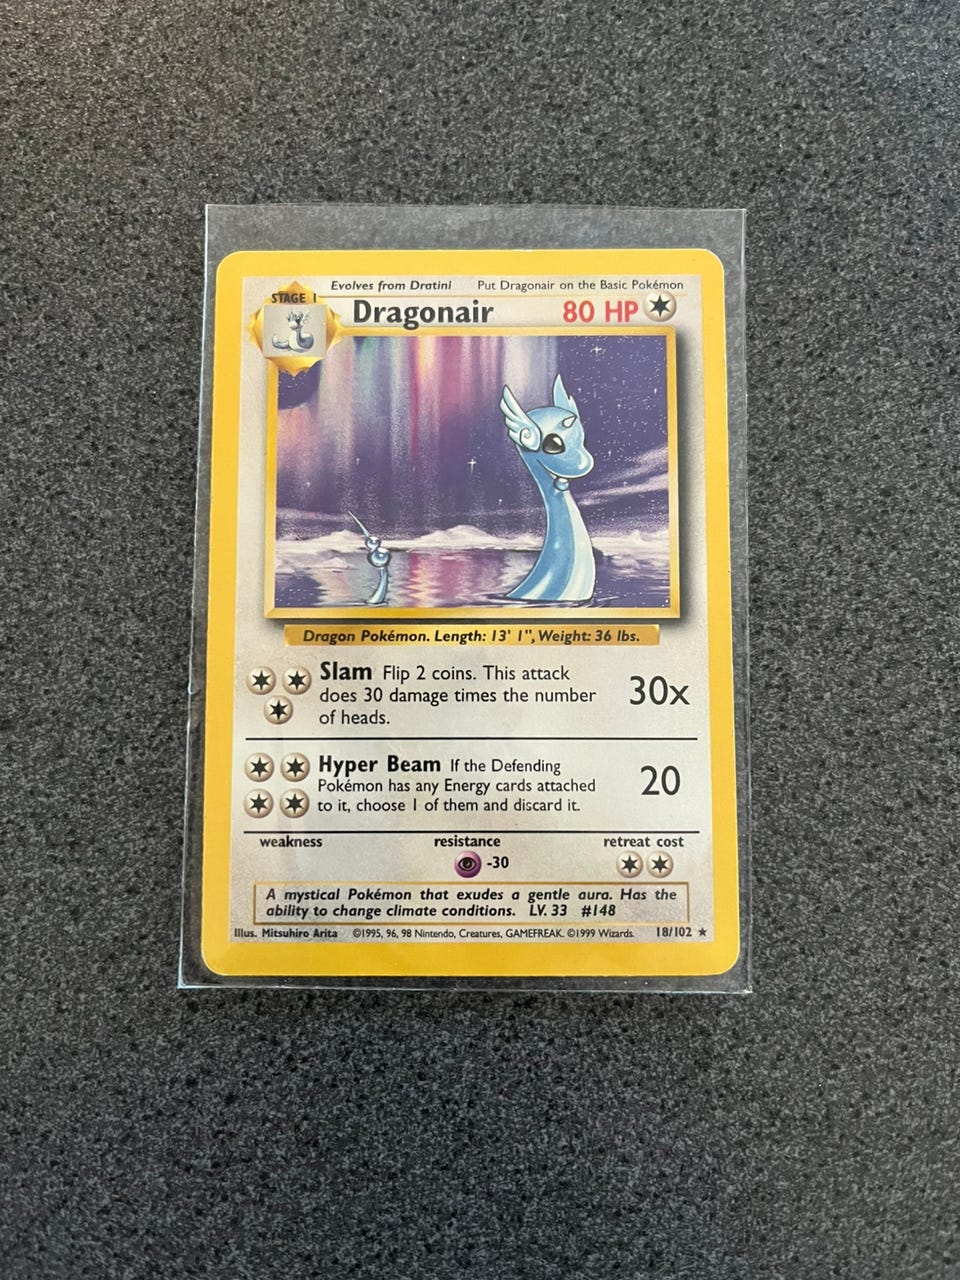 Evolves from Dratini Put Dragonair on the Basic Pokémon
STAGE 1
Dragonair 80 HP
Dragon Pokémon. Length: 13' 1", Weight: 36 lbs.
Slam Flip 2 coins. This attack
does 30 damage times the number
of heads.
30x
Hyper Beam If the Defending
Pokémon has any Energy cards attached
to it, choose 1 of them and discard it.
20
weakness resistance retreat cost
-30
A mystical Pokémon that exudes a gentle aura. Has the
ability to change climate conditions. LV. 33 #148
Illus. Mitsuhiro Arita ©1995, 96, 98 Nintendo, Creatures, GAMEFREAK. ©1999 Wizards. 18/102 ★